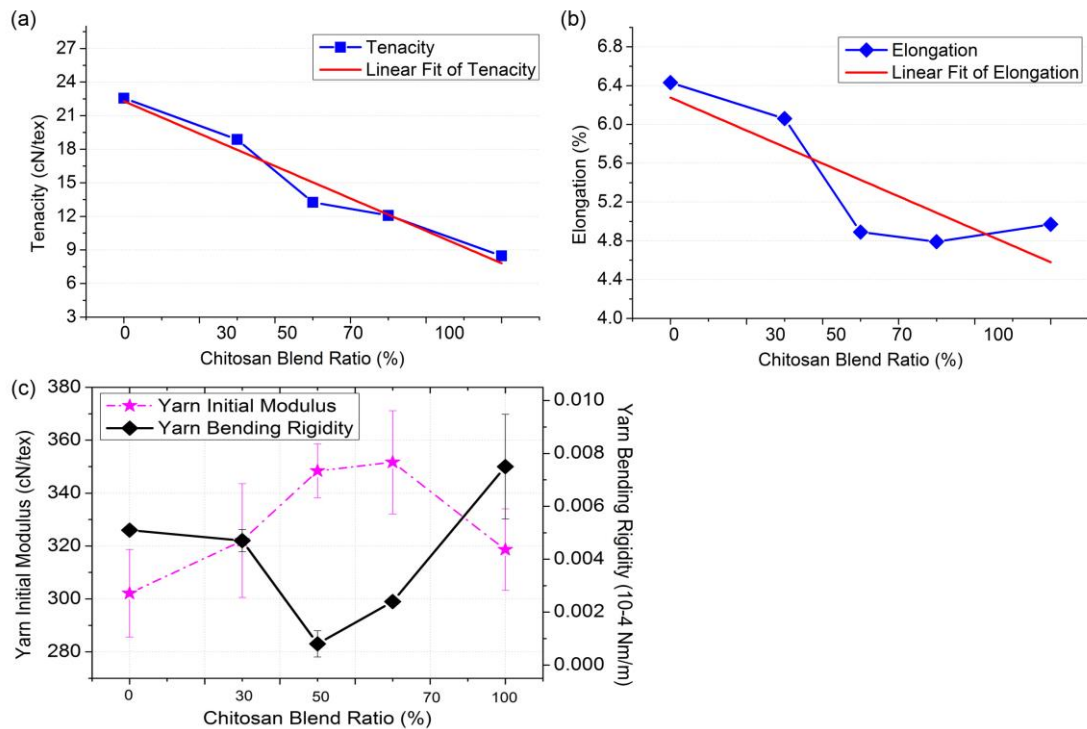 (a)
27
24
21
18
15
12
9
6
3
Tenacity (cN/tex)
Tenacity
Linear Fit of Tenacity
0 30 50 70 100
Chitosan Blend Ratio (%)
(b)
6.8
6.4
6.0
5.6
5.2
4.8
4.4
4.0
Elongation (%)
Elongation
Linear Fit of Elongation
0 30 50 70 100
Chitosan Blend Ratio (%)
(c)
380
360
340
320
300
280
Yarn Initial Modulus (cN/tex)
Yarn Initial Modulus
Yarn Bending Rigidity
0.010
0.008
0.006
0.004
0.002
0.000
Yarn Bending
Rigidity (10-4 Nm/m)
0 30 50 70 100
Chitosan Blend Ratio (%)